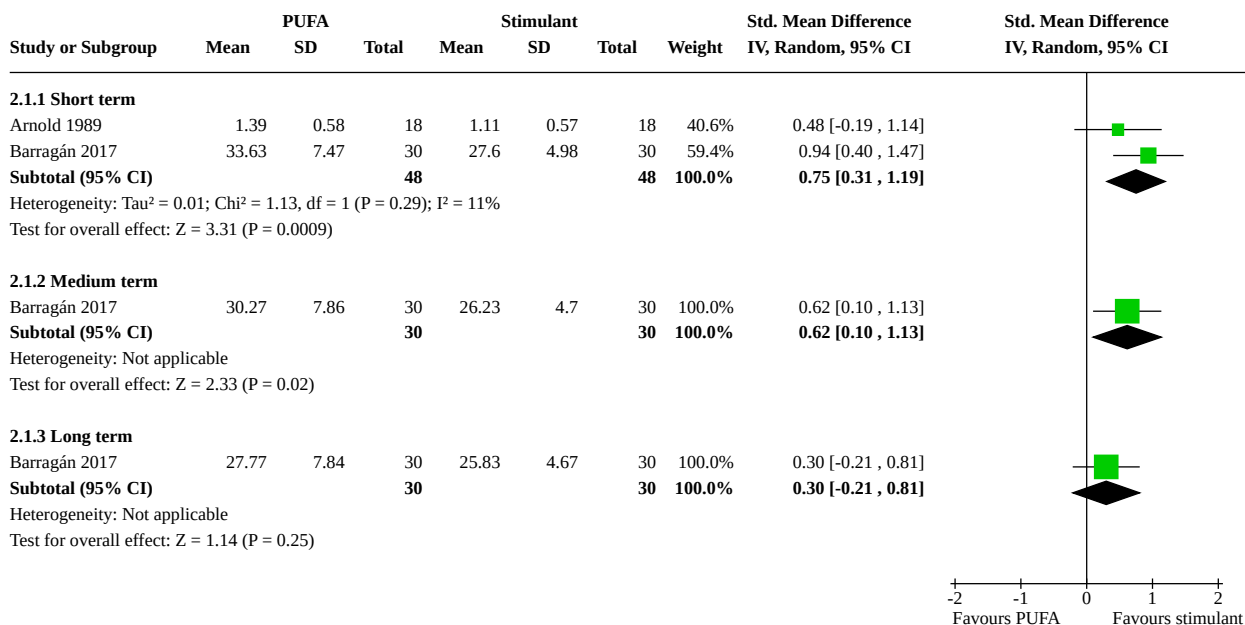 PUFA Stimulant Std. Mean Difference Std. Mean Difference
Study or Subgroup Mean SD Total Mean SD Total Weight IV, Random, 95% CI IV, Random, 95% CI
2.1.1 Short term
Arnold 1989 1.39 0.58 18 1.11 0.57 18 40.6% 0.48 [-0.19 , 1.14]
Barragán 2017 33.63 7.47 30 27.6 4.98 30 59.4% 0.94 [0.40 , 1.47]
Subtotal (95% CI) 48 48 100.0% 0.75 [0.31 , 1.19]
Heterogeneity: Tau² = 0.01; Chi² = 1.13, df = 1 (P = 0.29); I² = 11%
Test for overall effect: Z = 3.31 (P = 0.0009)
2.1.2 Medium term
Barragán 2017 30.27 7.86 30 26.23 4.7 30 100.0% 0.62 [0.10 , 1.13]
Subtotal (95% CI) 30 30 100.0% 0.62 [0.10 , 1.13]
Heterogeneity: Not applicable
Test for overall effect: Z = 2.33 (P = 0.02)
2.1.3 Long term
Barragán 2017 27.77 7.84 30 25.83 4.67 30 100.0% 0.30 [-0.21 , 0.81]
Subtotal (95% CI) 30 30 100.0% 0.30 [-0.21 , 0.81]
Heterogeneity: Not applicable
Test for overall effect: Z = 1.14 (P = 0.25)
-2 -1 0 1 2
Favours PUFA Favours stimulant